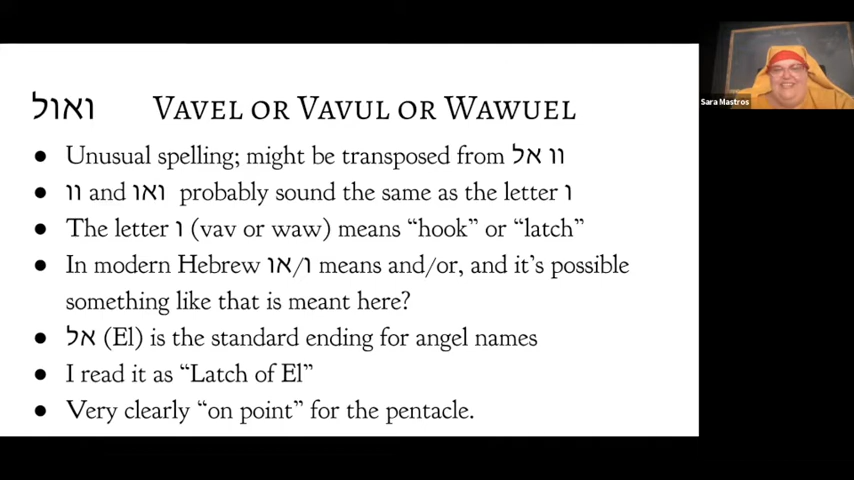 ואול VAVEL OR VAVUL OR WAWUEL
● Unusual spelling; might be transposed from וו אל
● וו and ואו probably sound the same as the letter ו
● The letter ו (vav or waw) means “hook” or “latch”
● In modern Hebrew ו/או means and/or, and it’s possible
something like that is meant here?
● אל (El) is the standard ending for angel names
● I read it as “Latch of El”
● Very clearly “on point” for the pentacle.
Sara Mastros